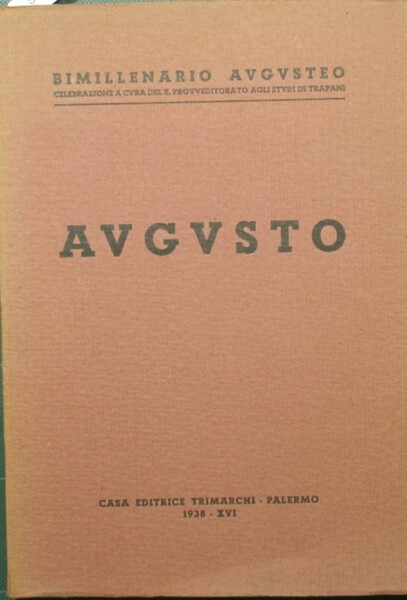 BIMILLENARIO AVGVSTEO
CELEBRAZIONE A CVRA DEL R. PROVVEDITORATO AGLI STVDI DI TRAPANI
AVGVSTO
CASA EDITRICE TRIMARCHI - PALERMO
1938 - XVI